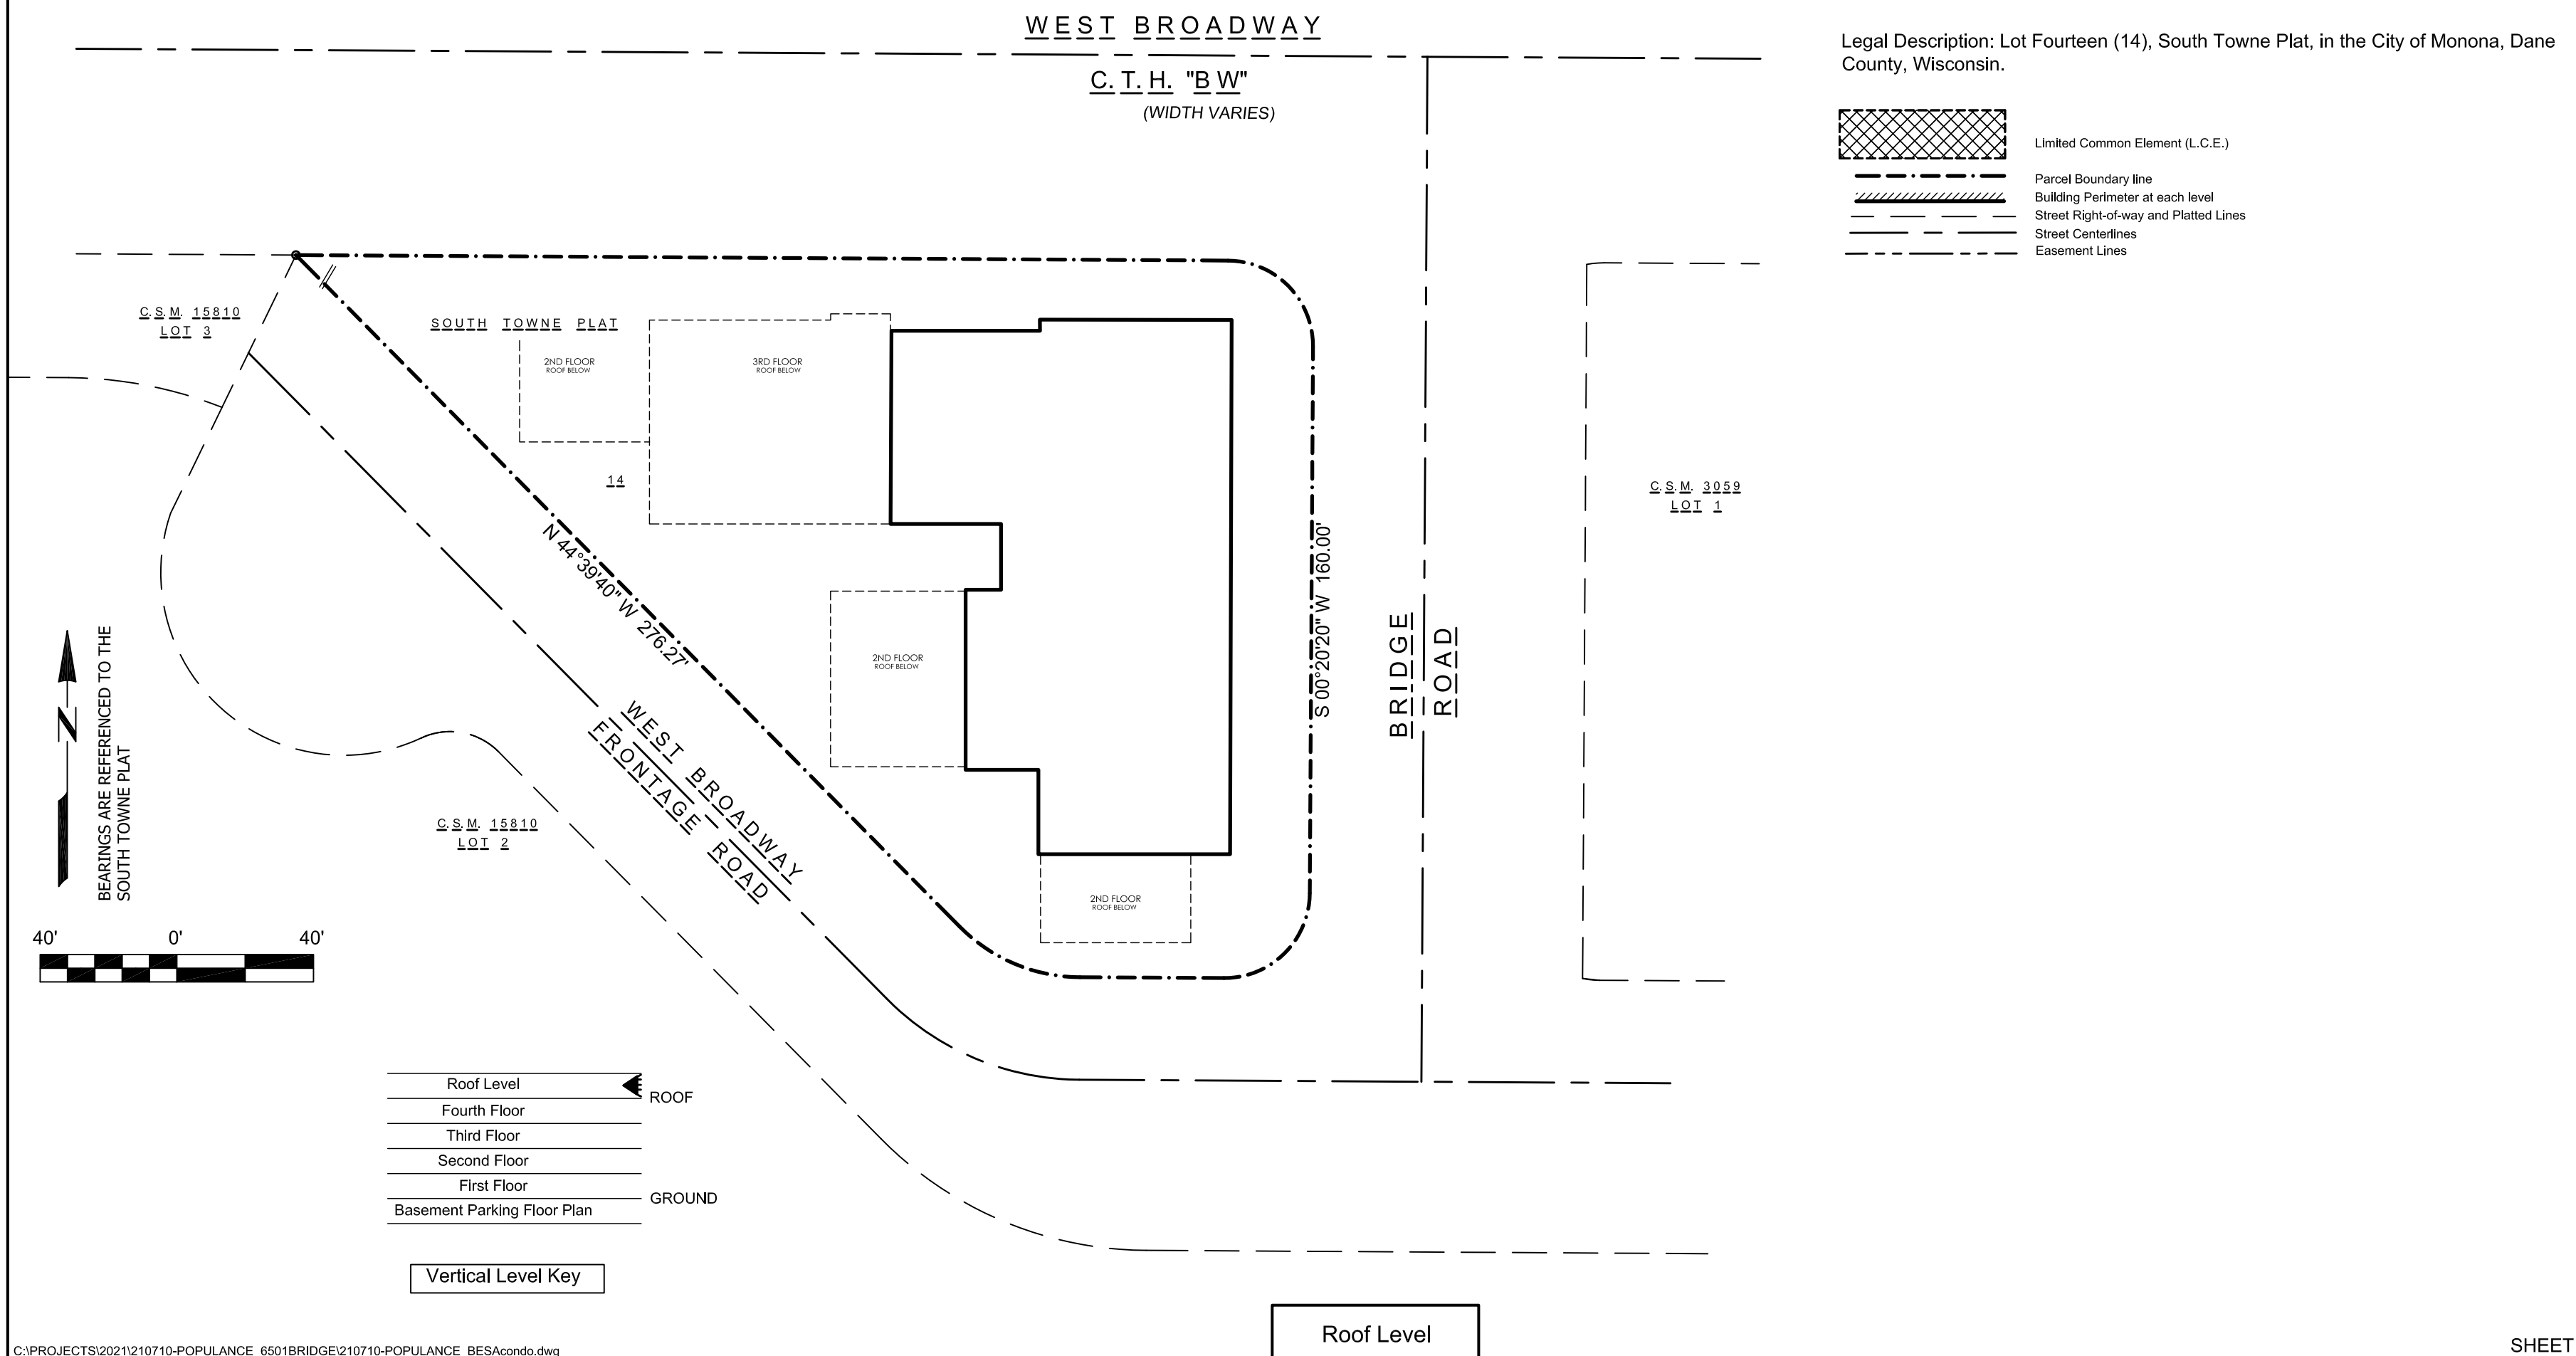 WEST BROADWAY
C. T. H. "B W"
(WIDTH VARIES)
Legal Description: Lot Fourteen (14), South Towne Plat, in the City of Monona, Dane
County, Wisconsin.
Limited Common Element (L.C.E.)
Parcel Boundary line
Building Perimeter at each level
Street Right-of-way and Platted Lines
Street Centerlines
Easement Lines
C. S. M. 15810
LOT 3
SOUTH TOWNE PLAT
2ND FLOOR
ROOF BELOW
3RD FLOOR
ROOF BELOW
14
C. S. M. 3059
LOT 1
N 44°39'40" W 276.27'
S 00°20'20" W 160.00'
BRIDGE
ROAD
2ND FLOOR
ROOF BELOW
N
BEARINGS ARE REFERENCED TO THE
SOUTH TOWNE PLAT
WEST BROADWAY
FRONTAGE ROAD
C. S. M. 15810
LOT 2
2ND FLOOR
ROOF BELOW
40' 0' 40'
Roof Level
ROOF
Fourth Floor
Third Floor
Second Floor
First Floor
GROUND
Basement Parking Floor Plan
Vertical Level Key
Roof Level
SHEET
C:\PROJECTS\2021\210710-POPULANCE_6501BRIDGE\210710-POPULANCE_BESAcondo.dwg